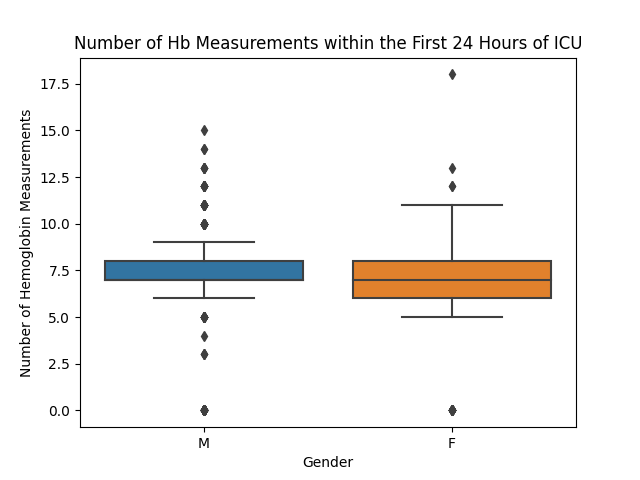 Number of Hb Measurements within the First 24 Hours of ICU
Number of Hemoglobin Measurements
17.5
15.0
12.5
10.0
7.5
5.0
2.5
0.0
M
F
Gender